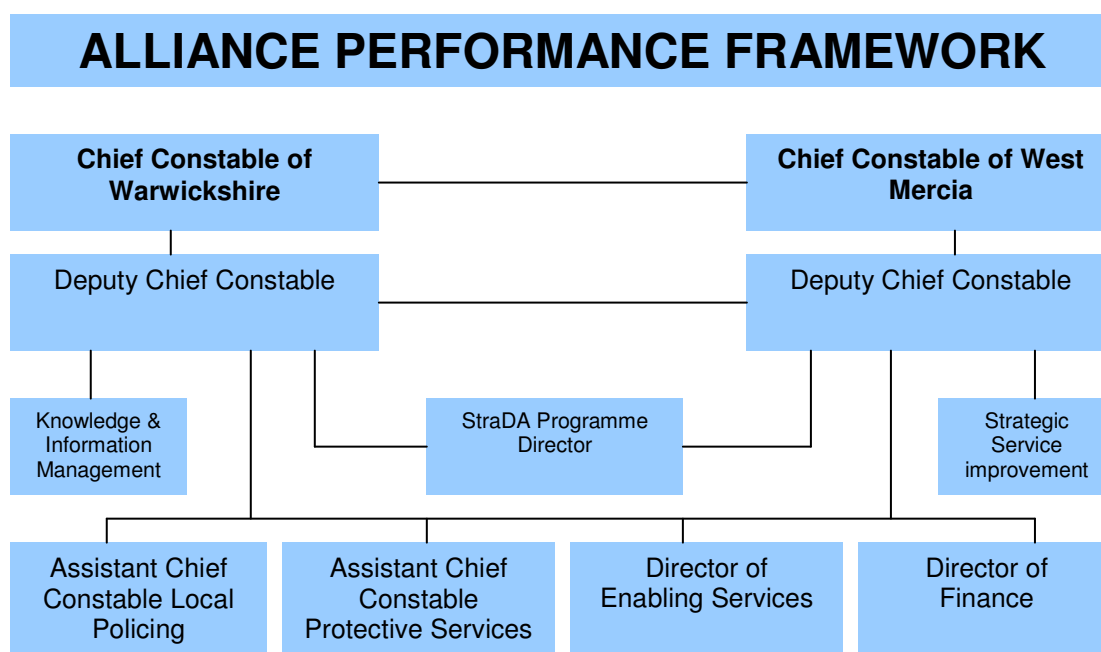 ALLIANCE PERFORMANCE FRAMEWORK
Chief Constable of
Warwickshire
Chief Constable of West
Mercia
Deputy Chief Constable
Deputy Chief Constable
Knowledge &
Information
Management
StraDA Programme
Director
Strategic
Service
improvement
Assistant Chief
Constable Local
Policing
Assistant Chief
Constable
Protective Services
Director of
Enabling Services
Director of
Finance